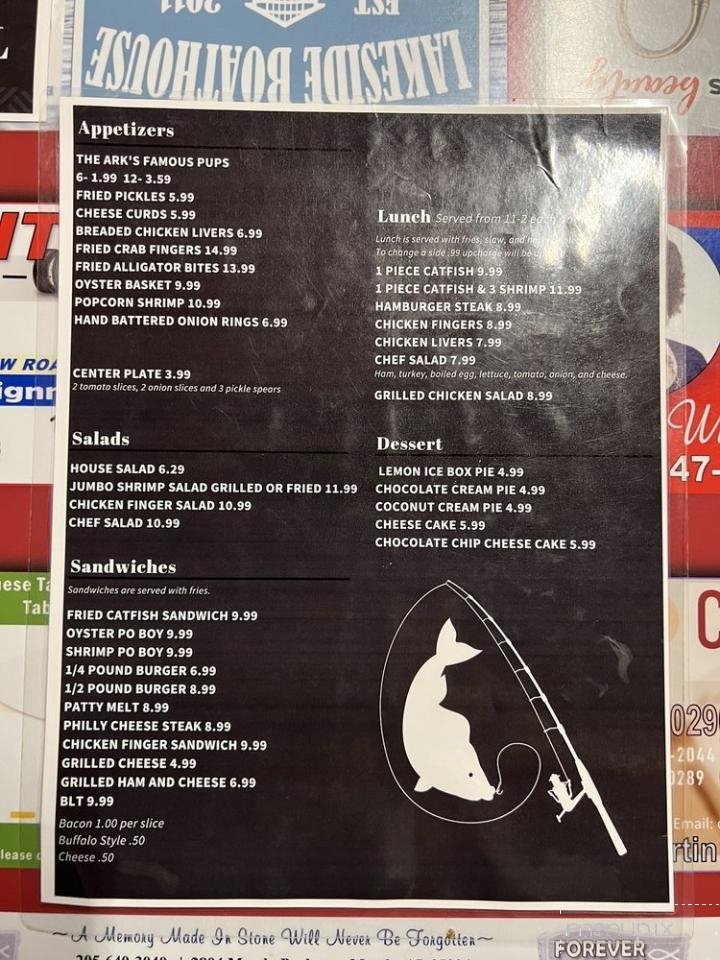 EST 2011
LAKESIDE BOATHOUSE
beauty
Appetizers
THE ARK'S FAMOUS PUPS
6- 1.99 12- 3.59
FRIED PICKLES 5.99
CHEESE CURDS 5.99
BREADED CHICKEN LIVERS 6.99
FRIED CRAB FINGERS 14.99
FRIED ALLIGATOR BITES 13.99
OYSTER BASKET 9.99
POPCORN SHRIMP 10.99
HAND BATTERED ONION RINGS 6.99
CENTER PLATE 3.99
2 tomato slices, 2 onion slices and 3 pickle spears
Salads
HOUSE SALAD 6.29
JUMBO SHRIMP SALAD GRILLED OR FRIED 11.99
CHICKEN FINGER SALAD 10.99
CHEF SALAD 10.99
Sandwiches
Sandwiches are served with fries.
FRIED CATFISH SANDWICH 9.99
OYSTER PO BOY 9.99
SHRIMP PO BOY 9.99
1/4 POUND BURGER 6.99
1/2 POUND BURGER 8.99
PATTY MELT 8.99
PHILLY CHEESE STEAK 8.99
CHICKEN FINGER SANDWICH 9.99
GRILLED CHEESE 4.99
GRILLED HAM AND CHEESE 6.99
BLT 9.99
Bacon 1.00 per slice
Buffalo Style .50
Cheese .50
Lunch Served from 11-2
Lunch is served with fries, slaw, and
To change a side .99 upcharge will be
1 PIECE CATFISH 9.99
1 PIECE CATFISH & 3 SHRIMP 11.99
HAMBURGER STEAK 8.99
CHICKEN FINGERS 8.99
CHICKEN LIVERS 7.99
CHEF SALAD 7.99
Ham, turkey, boiled egg, lettuce, tomato, onion, and cheese.
GRILLED CHICKEN SALAD 8.99
Dessert
LEMON ICE BOX PIE 4.99
CHOCOLATE CREAM PIE 4.99
COCONUT CREAM PIE 4.99
CHEESE CAKE 5.99
CHOCOLATE CHIP CHEESE CAKE 5.99
47-
029
-2044
0289
Email:
rtin
~A Memory Made In Stone Will Never Be Forgotten~
menupix
FOREVER